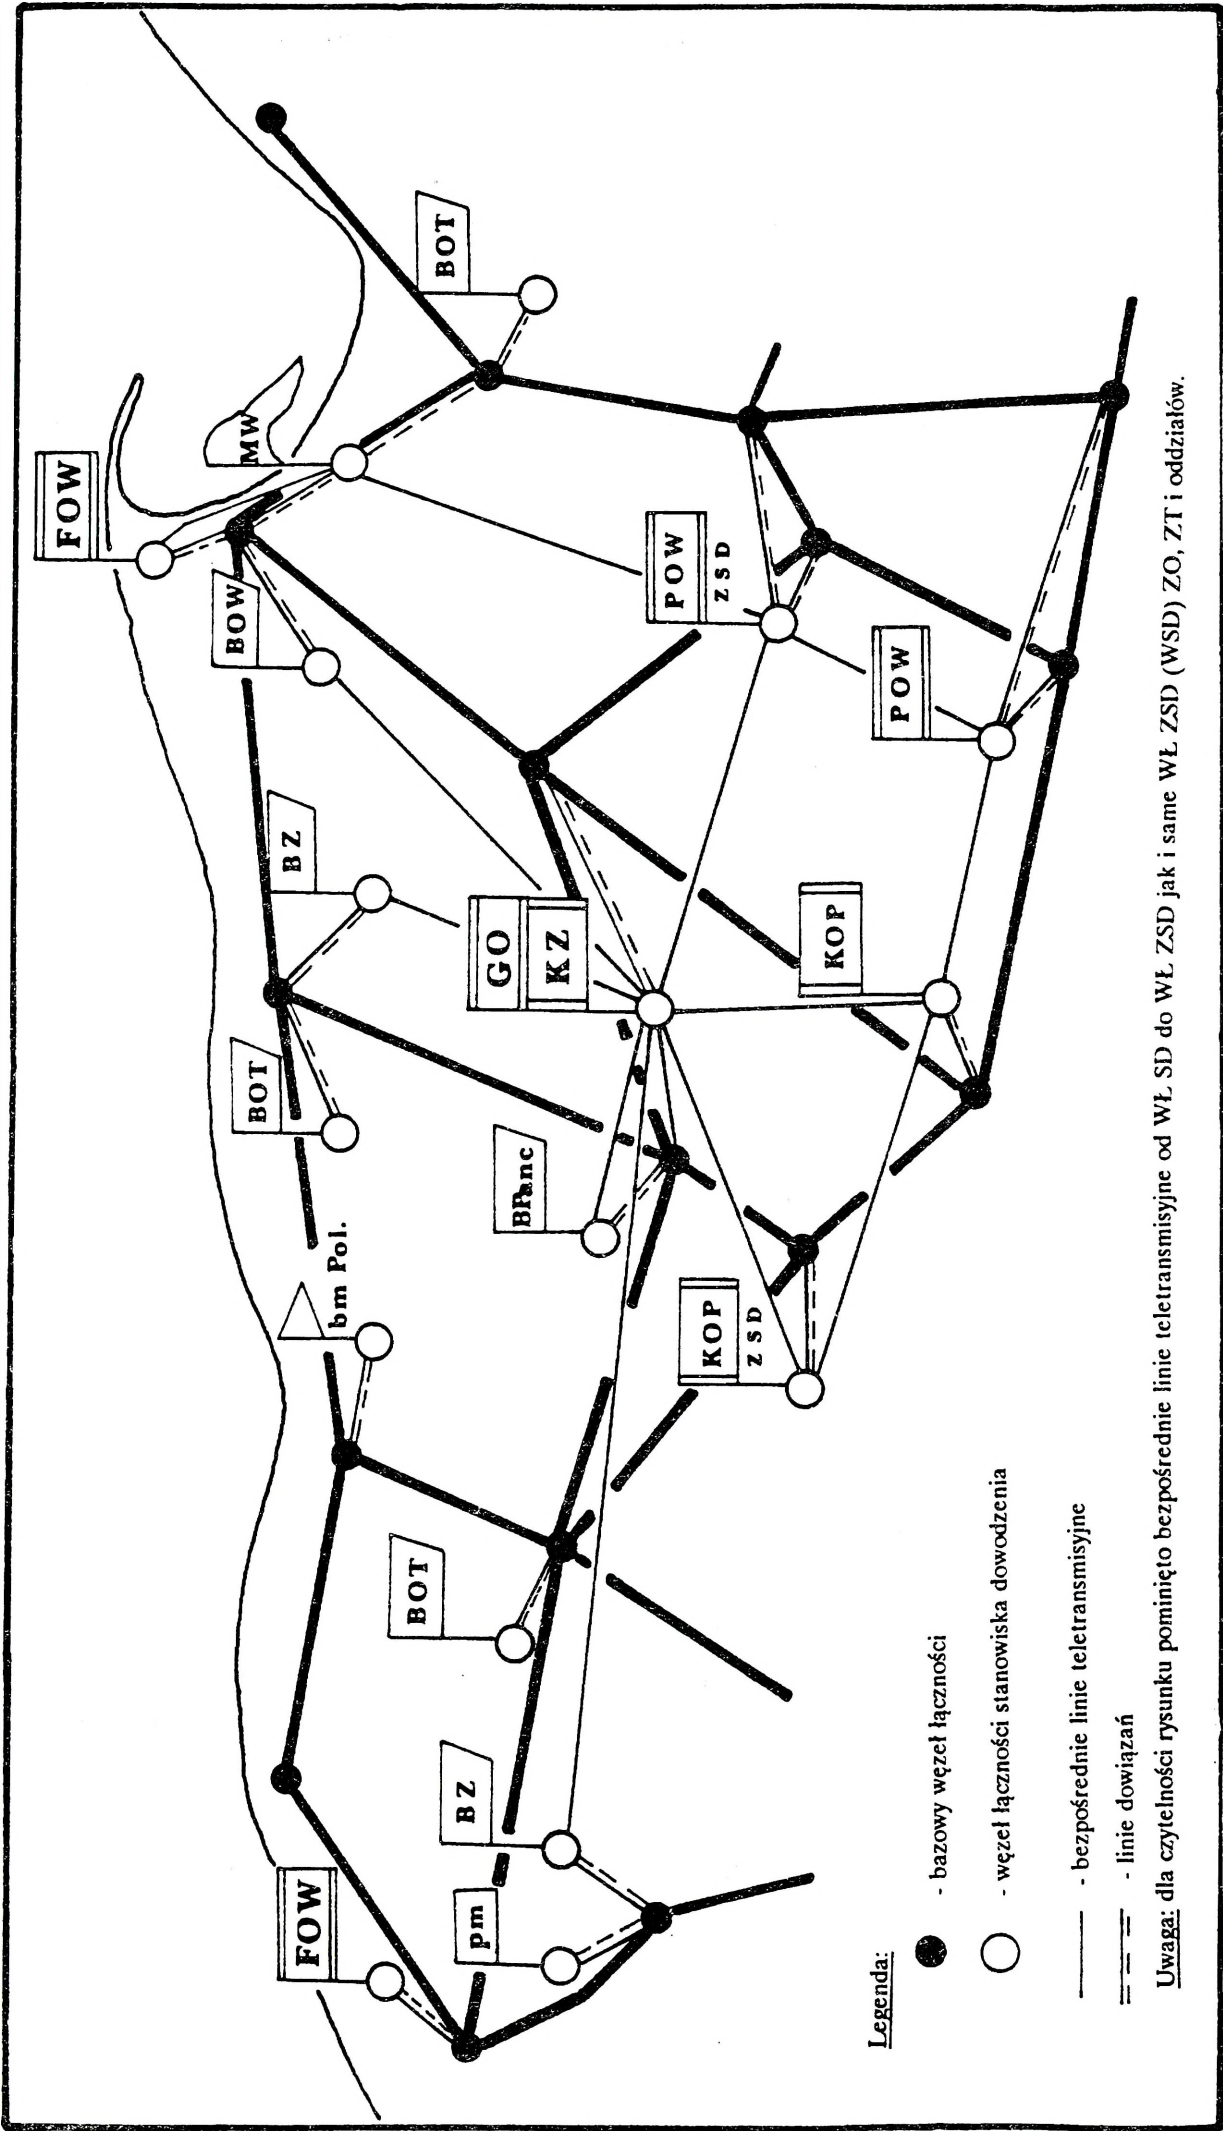 FOW
MW
BOW
BOT
BZ
FOW
bm Pol.
BOT
BOT
BZ
pm
GO
KZ
BPanc
POW
ZSD
KOP
ZSD
KOP
POW
Legenda:
- bazowy węzeł łączności
- węzeł łączności stanowiska dowodzenia
- bezpośrednie linie teletransmisyjne
- linie dowiązań
Uwaga: dla czytelności rysunku pominięto bezpośrednie linie teletransmisyjne od WŁ SD do WŁ ZSD jak i same WŁ ZSD (WSD) ZO, ZT i oddziałów.